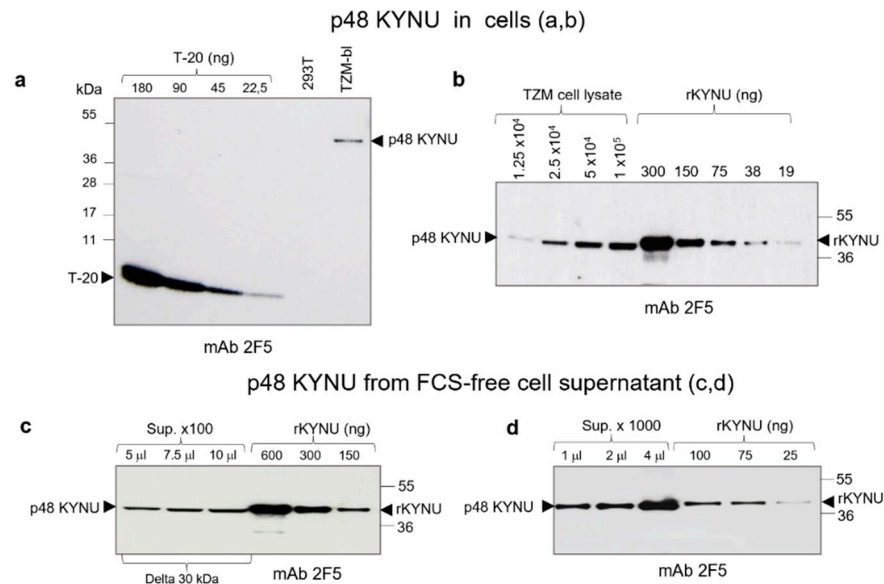 p48 KYNU in cells (a,b)
a
T-20 (ng)
kDa 180 90 45 22,5 293T TZM-bl
55
36
28
17
11
p48 KYNU
T-20
mAb 2F5
b
TZM cell lysate rKYNU (ng)
1.25 x10⁴ 2.5 x10⁴ 5 x10⁴ 1 x10⁵ 300 150 75 38 19
55
p48 KYNU rKYNU
36
mAb 2F5
p48 KYNU from FCS-free cell supernatant (c,d)
c
Sup. x100 rKYNU (ng)
5 µl 7.5 µl 10 µl 600 300 150
55
p48 KYNU rKYNU
36
Delta 30 kDa mAb 2F5
d
Sup. x 1000 rKYNU (ng)
1 µl 2 µl 4 µl 100 75 25
55
p48 KYNU rKYNU
36
mAb 2F5